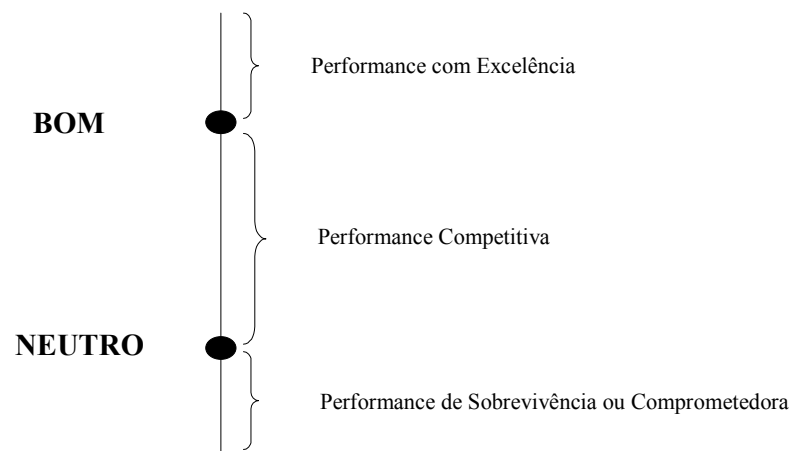 Performance com Excelência
BOM
Performance Competitiva
NEUTRO
Performance de Sobrevivência ou Comprometedora